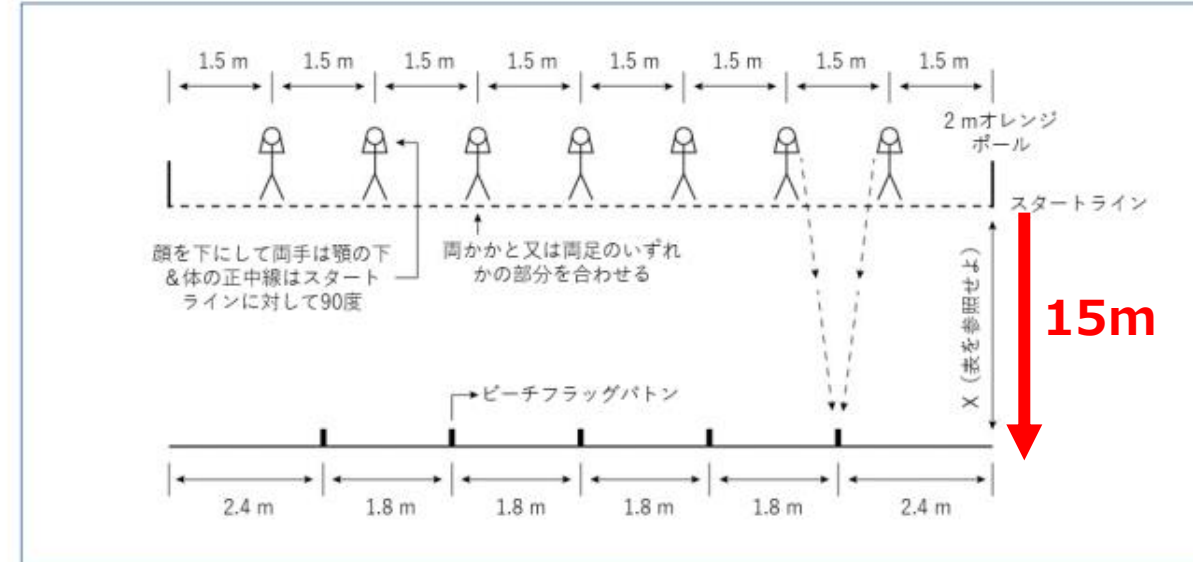 1.5 m 1.5 m 1.5 m 1.5 m 1.5 m 1.5 m 1.5 m 1.5 m
2 mオレンジ
ポール
スタートライン
顔を下にして両手は顎の下
＆体の正中線はスタート
ラインに対して90度
両かかと又は両足のいずれ
かの部分を合わせる
X（表を参照せよ）
15m
ビーチフラッグバトン
2.4 m 1.8 m 1.8 m 1.8 m 1.8 m 2.4 m